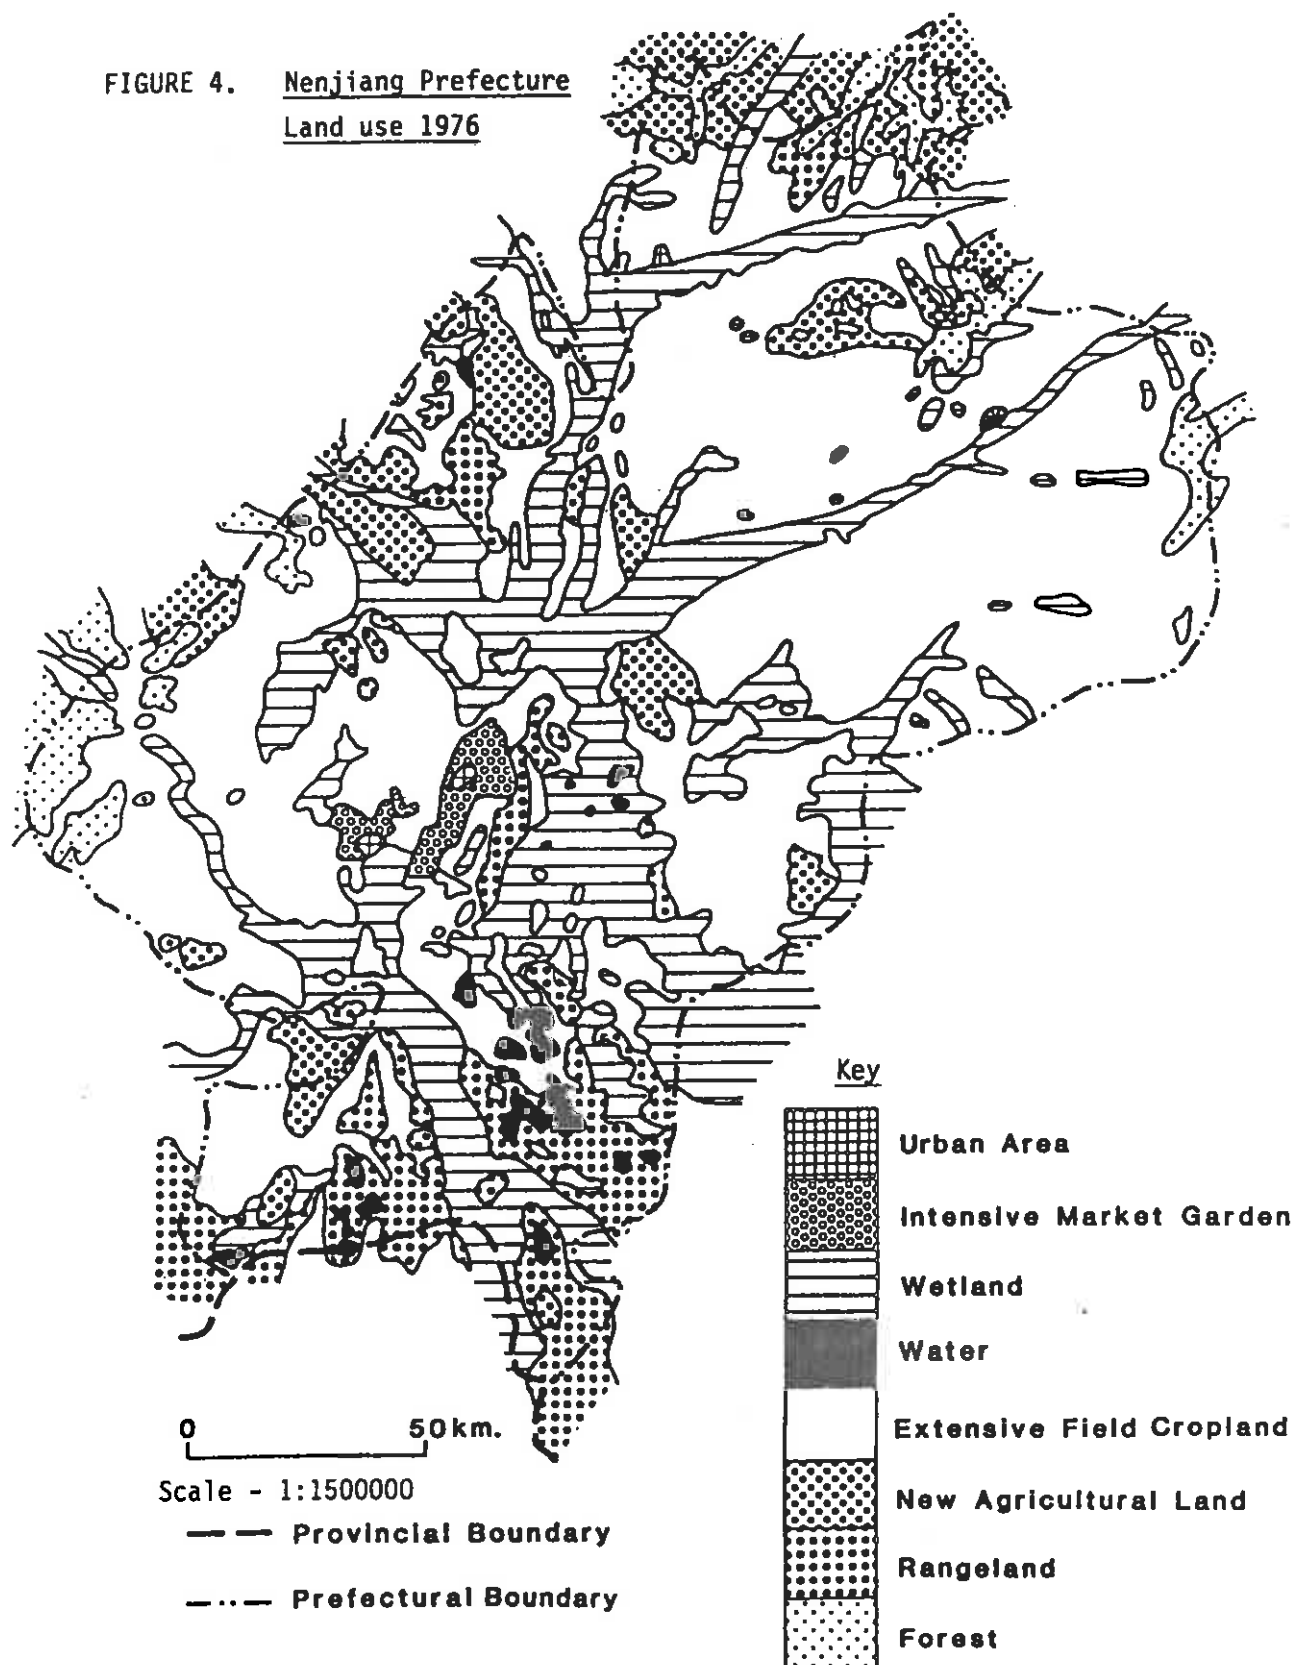 FIGURE 4. Nenjiang Prefecture
Land use 1976
Key
Urban Area
Intensive Market Garden
Wetland
Water
Extensive Field Cropland
New Agricultural Land
Rangeland
Forest
0 50km.
Scale - 1:1500000
Provincial Boundary
Prefectural Boundary